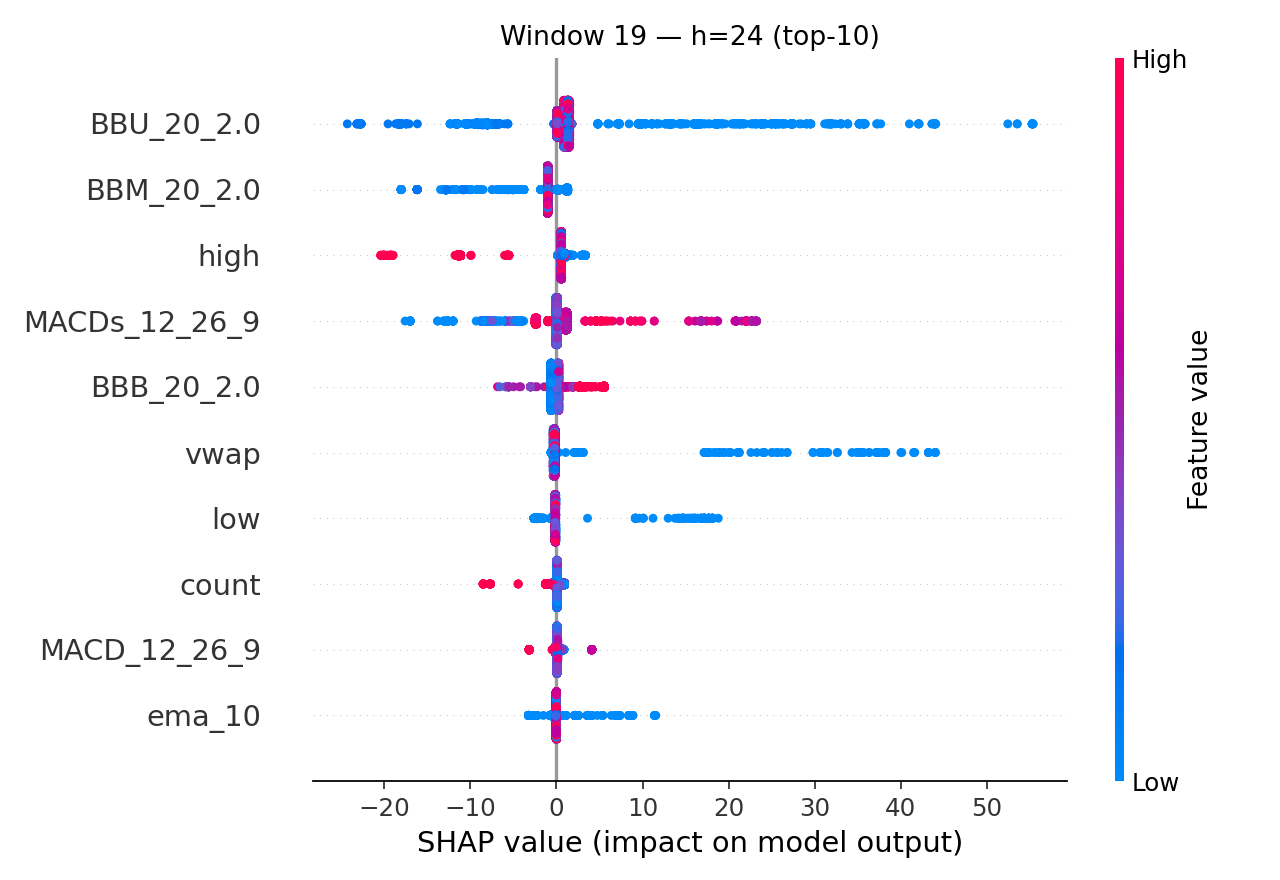 Window 19 — h=24 (top-10)
High
BBU_20_2.0
BBM_20_2.0
high
MACDs_12_26_9
BBB_20_2.0
vwap
low
count
MACD_12_26_9
ema_10
Feature value
Low
−20 −10 0 10 20 30 40 50
SHAP value (impact on model output)